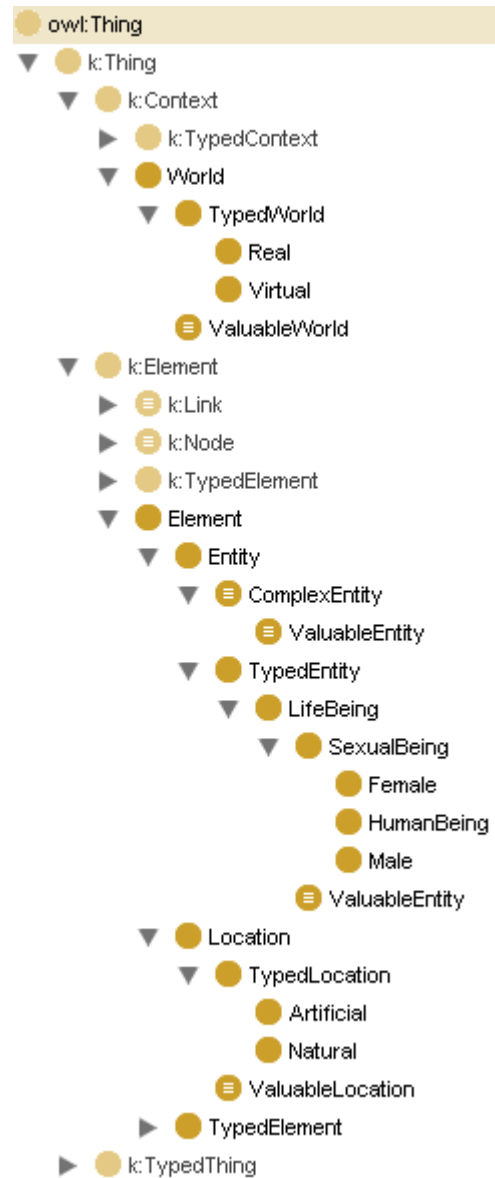 owl:Thing
k:Thing
k:Context
k:TypedContext
World
TypedWorld
Real
Virtual
ValuableWorld
k:Element
k:Link
k:Node
k:TypedElement
Element
Entity
ComplexEntity
ValuableEntity
TypedEntity
LifeBeing
SexualBeing
Female
HumanBeing
Male
ValuableEntity
Location
TypedLocation
Artificial
Natural
ValuableLocation
TypedElement
k:TypedThing